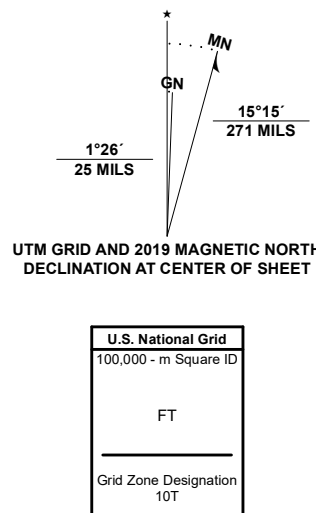 ★
MN
GN
15°15´
271 MILS
1°26´
25 MILS
UTM GRID AND 2019 MAGNETIC NORTH
DECLINATION AT CENTER OF SHEET
U.S. National Grid
100,000 - m Square ID
FT
Grid Zone Designation
10T